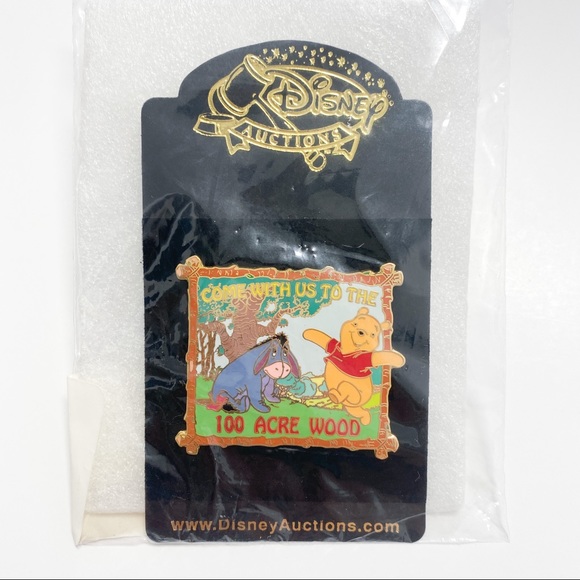 Disney
AUCTIONS
COME WITH US TO THE
100 ACRE WOOD
www.DisneyAuctions.com